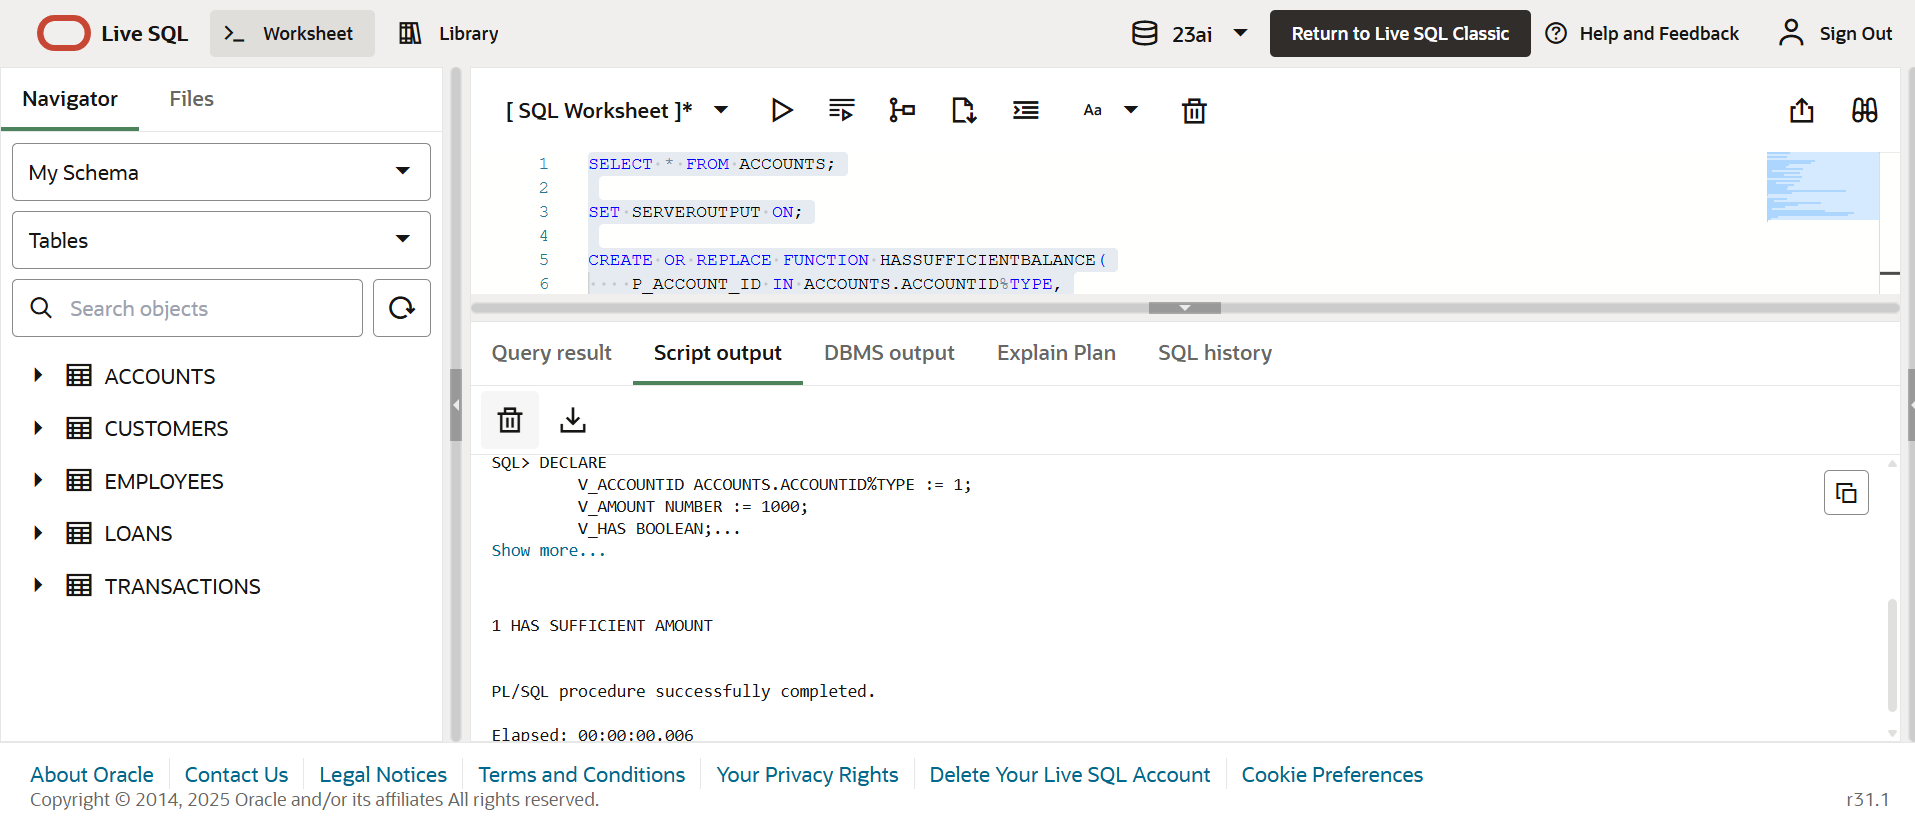 Live SQL
Worksheet
Library
23ai
Return to Live SQL Classic
Help and Feedback
Sign Out
Navigator
Files
My Schema
Tables
Search objects
ACCOUNTS
CUSTOMERS
EMPLOYEES
LOANS
TRANSACTIONS
[ SQL Worksheet ]*
Aa
1 SELECT * FROM ACCOUNTS;
2
3 SET SERVEROUTPUT ON;
4
5 CREATE OR REPLACE FUNCTION HASSUFFICIENTBALANCE(
6 P_ACCOUNT_ID IN ACCOUNTS.ACCOUNTID%TYPE,
Query result
Script output
DBMS output
Explain Plan
SQL history
SQL> DECLARE
V_ACCOUNTID ACCOUNTS.ACCOUNTID%TYPE := 1;
V_AMOUNT NUMBER := 1000;
V_HAS BOOLEAN;...
Show more...
1 HAS SUFFICIENT AMOUNT
PL/SQL procedure successfully completed.
Elapsed: 00:00:00.006
About Oracle
Contact Us
Legal Notices
Terms and Conditions
Your Privacy Rights
Delete Your Live SQL Account
Cookie Preferences
Copyright © 2014, 2025 Oracle and/or its affiliates All rights reserved.
r31.1